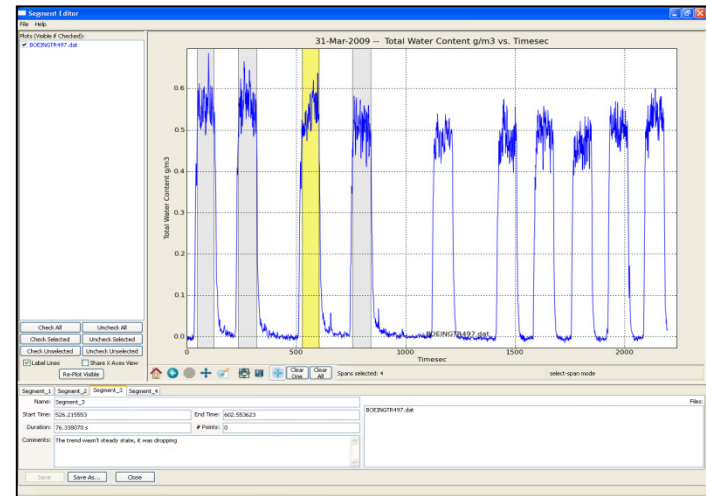 Segment Editor
File Help
Plots (Visible if Checked):
BOEINGTR497.dat
31-Mar-2009 -- Total Water Content g/m3 vs. Timesec
Total Water Content g/m3
0.6
0.5
0.4
0.3
0.2
0.1
0.0
BOEINGTR497.dat
0 500 1000 1500 2000
Timesec
Check All Uncheck All
Check Selected Uncheck Selected
Check Unselected Uncheck Unselected
Label Lines Share X Axes View
Re-Plot Visible
Clear One Clear All Spans selected: 4 select-span mode
Segment_1 Segment_2 Segment_3 Segment_4
Name: Segment_3 Files:
Start Time: 526.215553 End Time: 602.553623 BOEINGTR497.dat
Duration: 76.338070 s # Points: 0
Comments: The trend wasn't steady state, it was dropping
Save Save As... Close